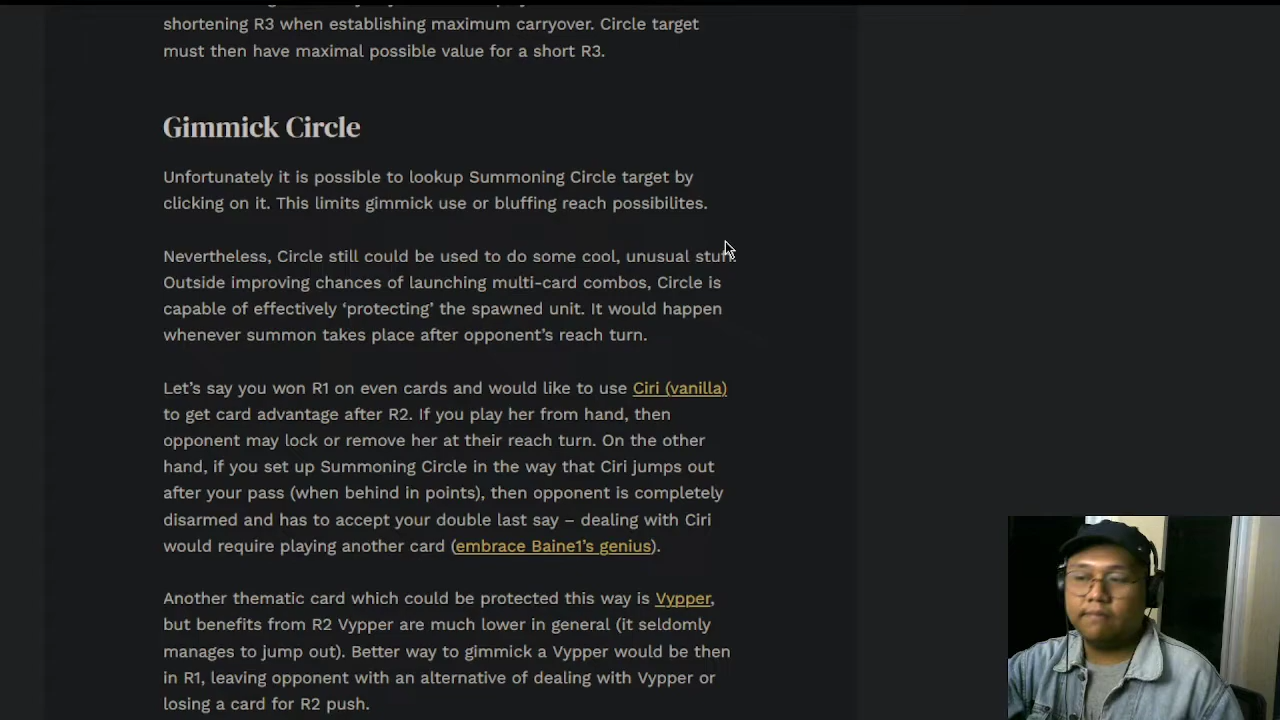 shortening R3 when establishing maximum carryover. Circle target
must then have maximal possible value for a short R3.
Gimmick Circle
Unfortunately it is possible to lookup Summoning Circle target by
clicking on it. This limits gimmick use or bluffing reach possibilites.
Nevertheless, Circle still could be used to do some cool, unusual stuff.
Outside improving chances of launching multi-card combos, Circle is
capable of effectively ‘protecting’ the spawned unit. It would happen
whenever summon takes place after opponent’s reach turn.
Let’s say you won R1 on even cards and would like to use Ciri (vanilla)
to get card advantage after R2. If you play her from hand, then
opponent may lock or remove her at their reach turn. On the other
hand, if you set up Summoning Circle in the way that Ciri jumps out
after your pass (when behind in points), then opponent is completely
disarmed and has to accept your double last say – dealing with Ciri
would require playing another card (embrace Baine1’s genius).
Another thematic card which could be protected this way is Vypper,
but benefits from R2 Vypper are much lower in general (it seldomly
manages to jump out). Better way to gimmick a Vypper would be then
in R1, leaving opponent with an alternative of dealing with Vypper or
losing a card for R2 push.